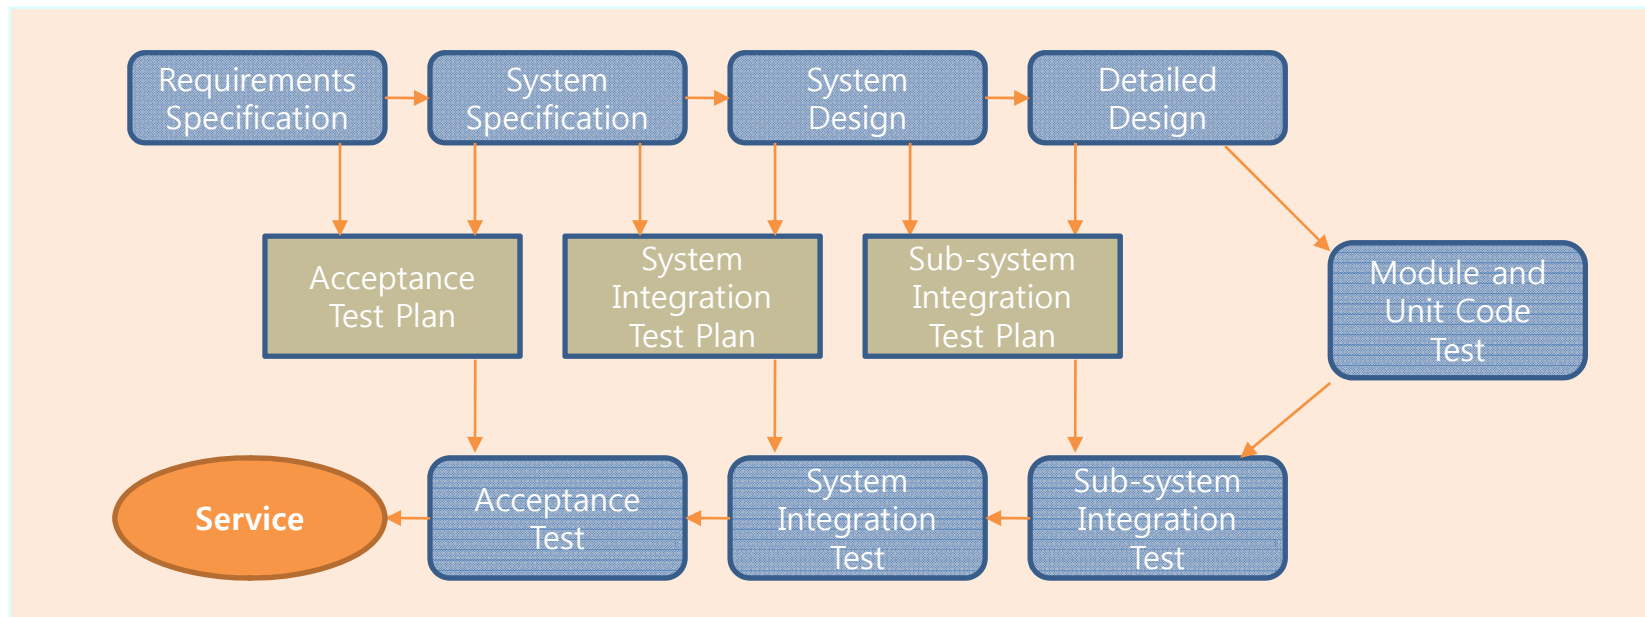 Requirements
Specification
System
Specification
System
Design
Detailed
Design
Acceptance
Test Plan
System
Integration
Test Plan
Sub-system
Integration
Test Plan
Module and
Unit Code
Test
Service
Acceptance
Test
System
Integration
Test
Sub-system
Integration
Test